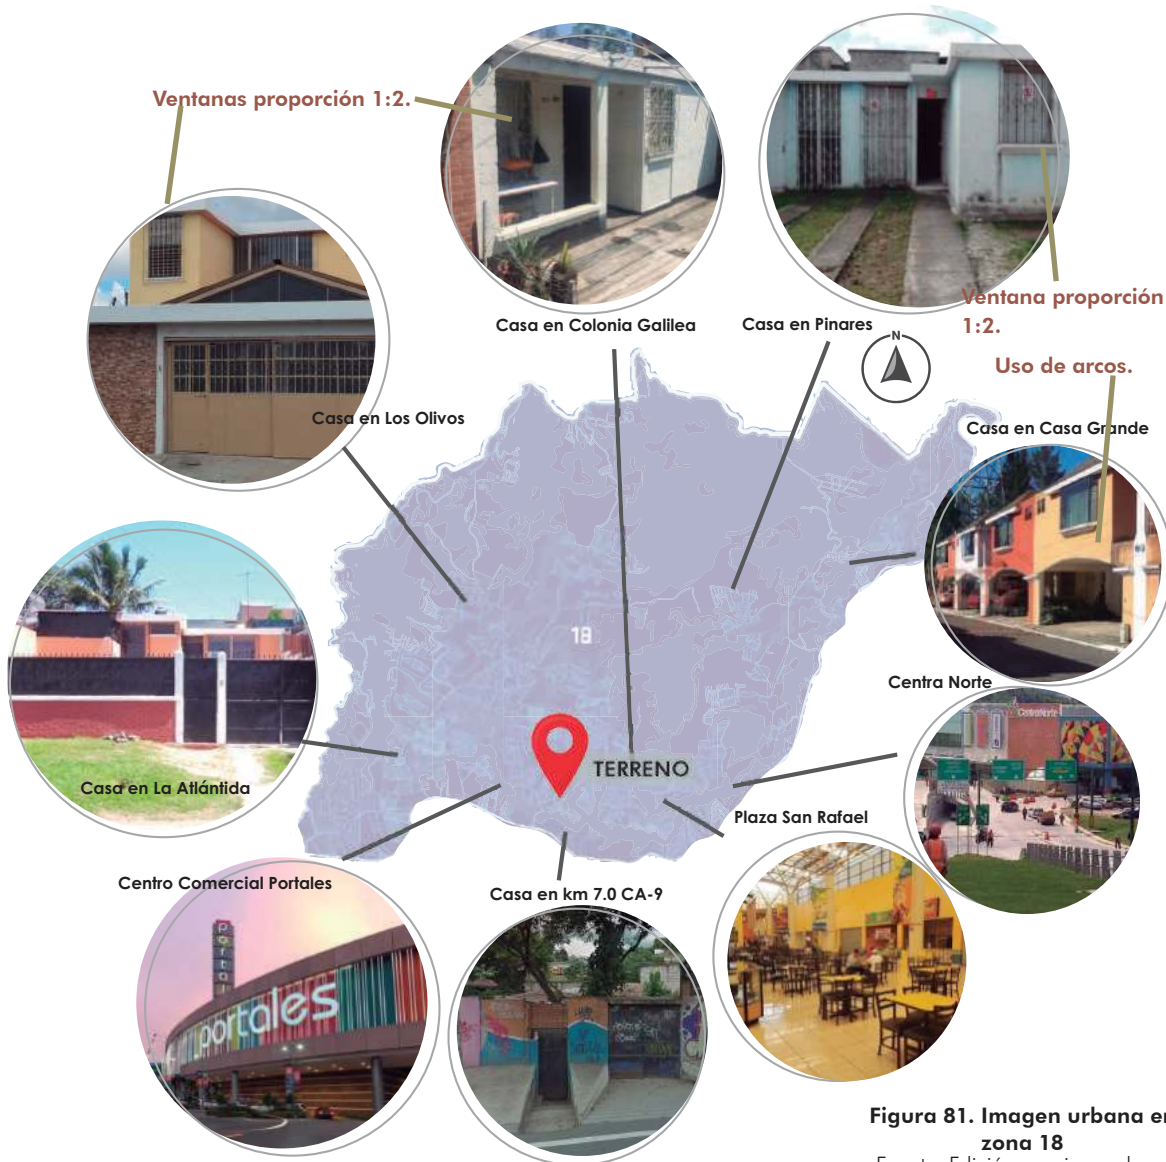 Ventanas proporción 1:2.
Casa en Colonia Galilea
Casa en Pinares
Ventana proporción
1:2.
N
Uso de arcos.
Casa en Los Olivos
Casa en Casa Grande
18
Centra Norte
CentraNorte
TERRENO
Casa en La Atlántida
Plaza San Rafael
Centro Comercial Portales
Casa en km 7.0 CA-9
portales
portales
Figura 81. Imagen urbana en
zona 18